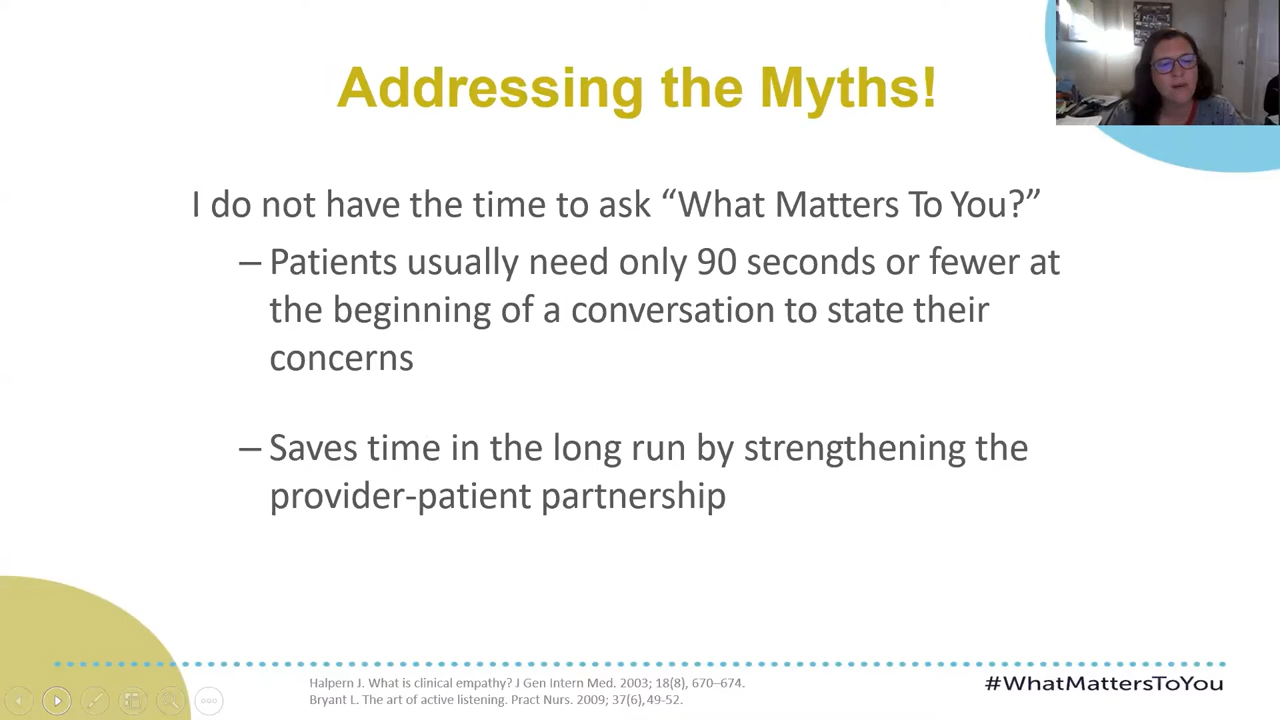 Addressing the Myths!
I do not have the time to ask “What Matters To You?”
– Patients usually need only 90 seconds or fewer at
the beginning of a conversation to state their
concerns
– Saves time in the long run by strengthening the
provider-patient partnership
Halpern J. What is clinical empathy? J Gen Intern Med. 2003; 18(8), 670–674.
Bryant L. The art of active listening. Pract Nurs. 2009; 37(6), 49-52.
#WhatMattersToYou